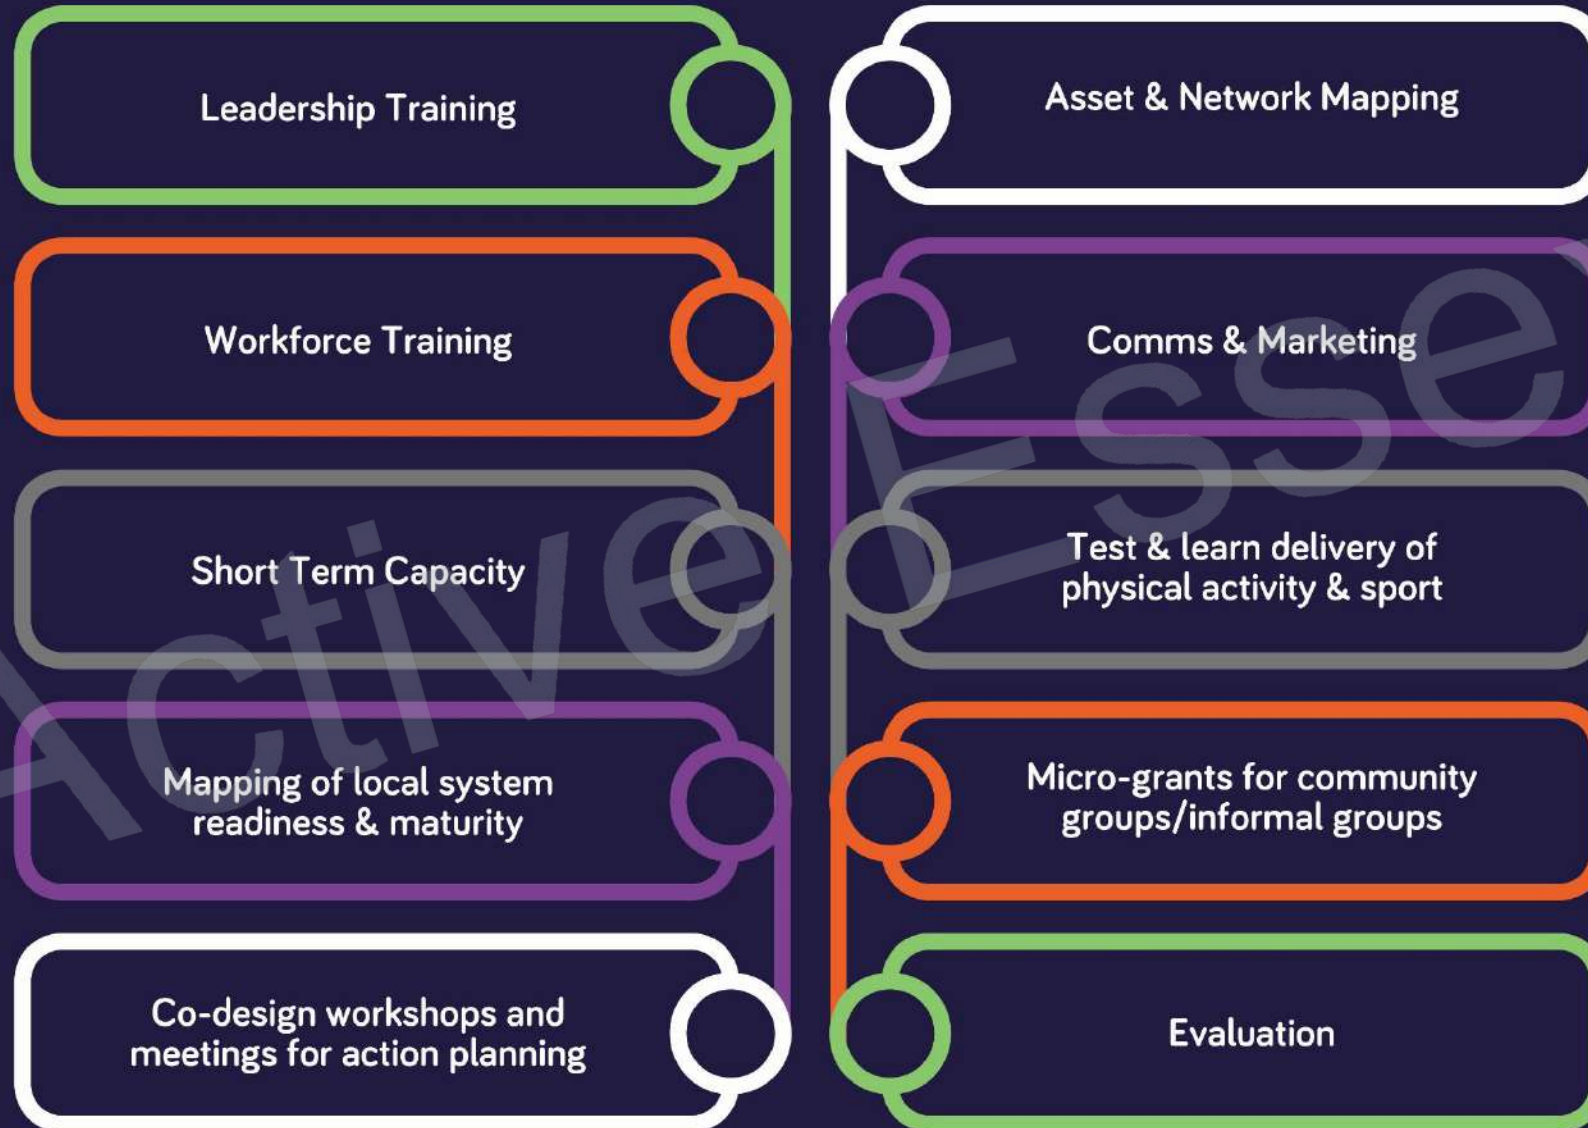 Leadership Training
Workforce Training
Short Term Capacity
Mapping of local system
readiness & maturity
Co-design workshops and
meetings for action planning
Asset & Network Mapping
Comms & Marketing
Test & learn delivery of
physical activity & sport
Micro-grants for community
groups/informal groups
Evaluation
Active Esse